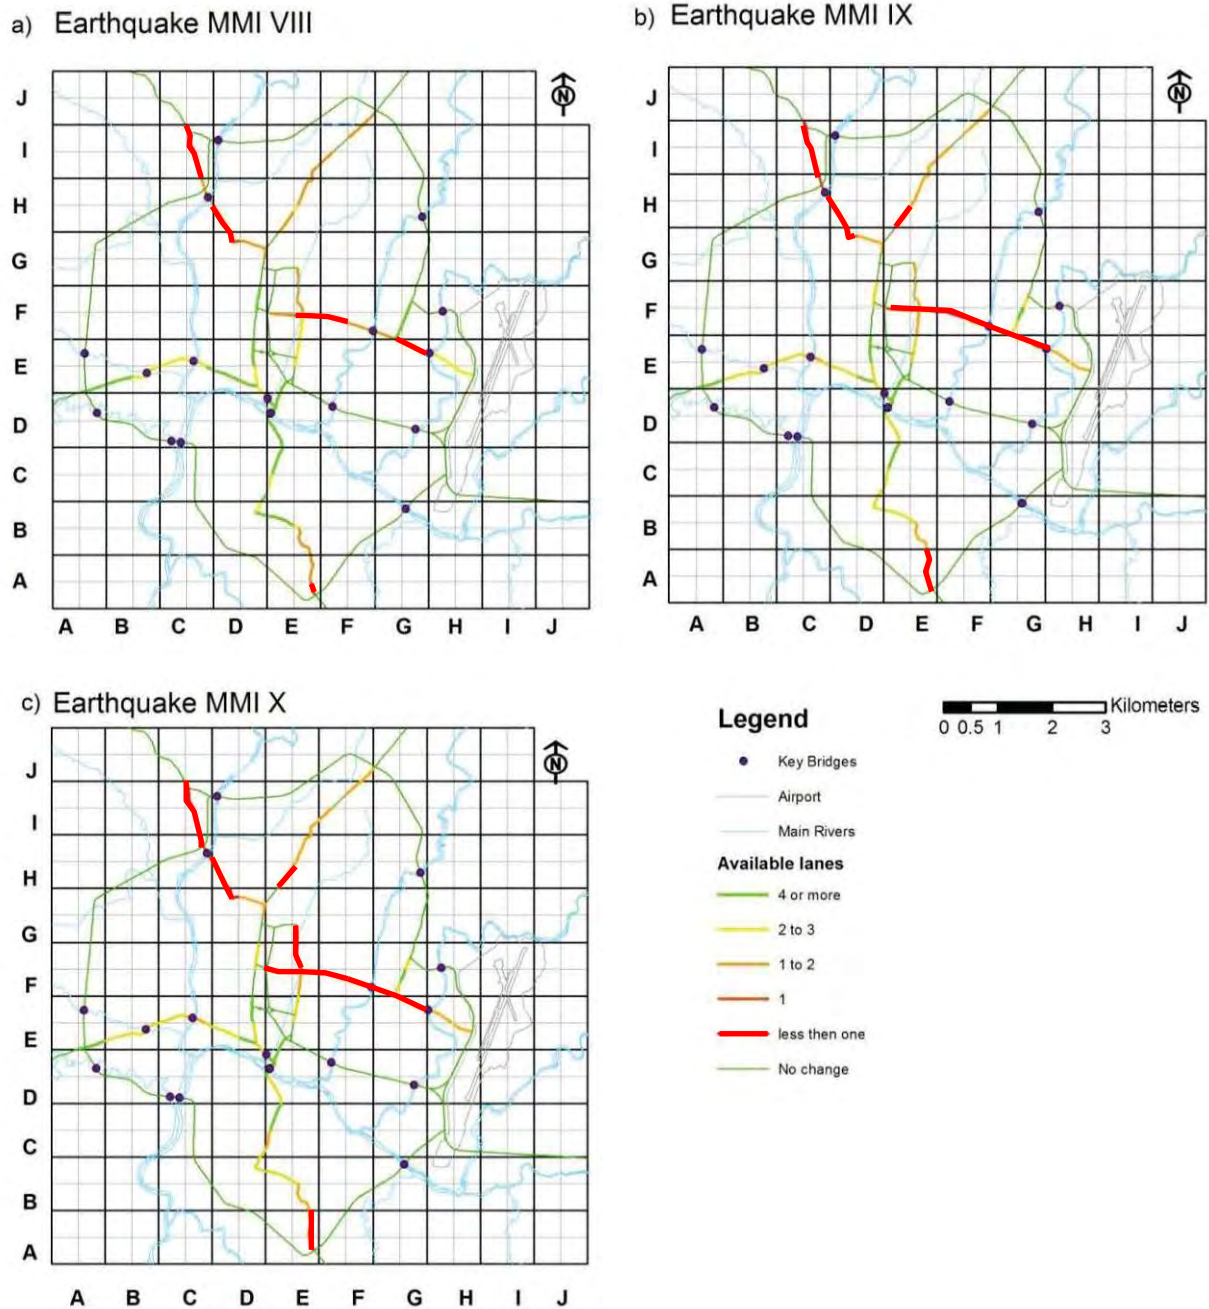 a) Earthquake MMI VIII
b) Earthquake MMI IX
N
N
J
I
H
G
F
E
D
C
B
A
A B C D E F G H I J
J
I
H
G
F
E
D
C
B
A
A B C D E F G H I J
c) Earthquake MMI X
N
J
I
H
G
F
E
D
C
B
A
A B C D E F G H I J
Kilometers
0 0.5 1 2 3
Legend
Key Bridges
Airport
Main Rivers
Available lanes
4 or more
2 to 3
1 to 2
1
less then one
No change